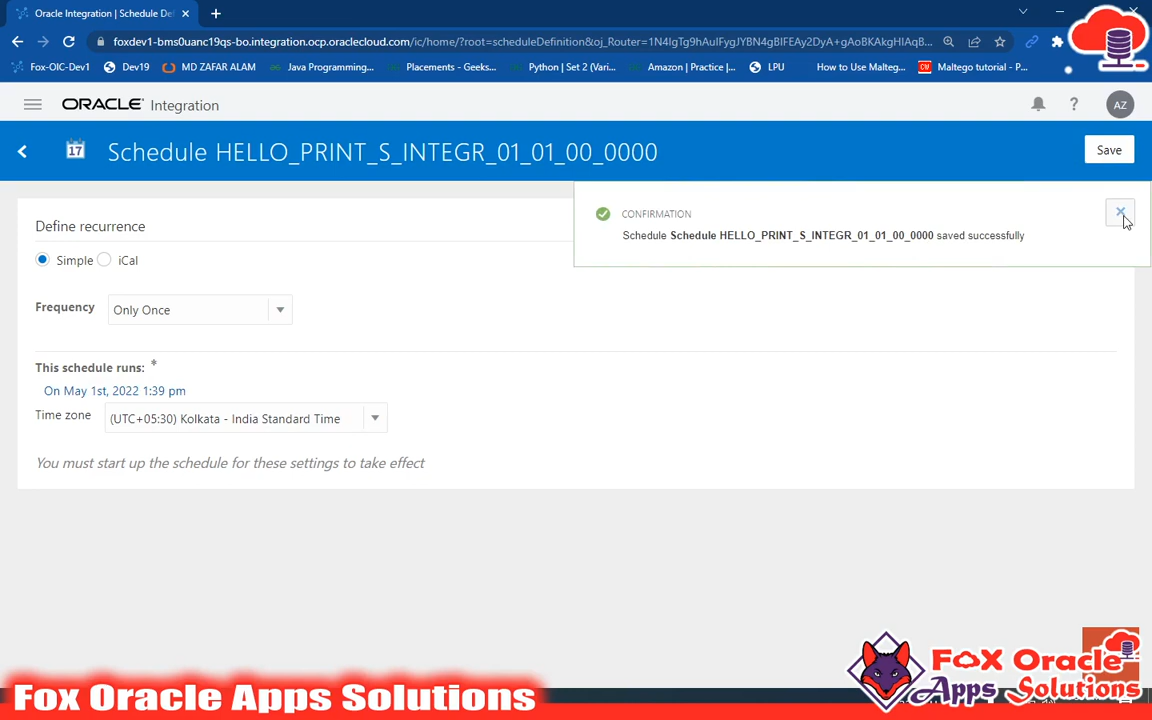 Oracle Integration | Schedule Def
foxdev1-bms0uanc19qs-bo.integration.ocp.oraclecloud.com/ic/home/?root=scheduleDefinition&oj_Router=1N4IgTg9hAuIFygJYBN4gBIFEAy2DyA+gAoBKAkgHIAqB...
Fox-OIC-Dev1 Dev19 MD ZAFAR ALAM Java Programming... Placements - Geeks... Python | Set 2 (Vari... Amazon | Practice |... LPU How to Use Malteg... CW Maltego tutorial - P...
ORACLE Integration ? AZ
17 Schedule HELLO_PRINT_S_INTEGR_01_01_00_0000 Save
CONFIRMATION
Schedule Schedule HELLO_PRINT_S_INTEGR_01_01_00_0000 saved successfully
Define recurrence
Simple iCal
Frequency Only Once
This schedule runs: *
On May 1st, 2022 1:39 pm
Time zone (UTC+05:30) Kolkata - India Standard Time
You must start up the schedule for these settings to take effect
Fox Oracle Apps Solutions
FOX Oracle
Apps Solutions